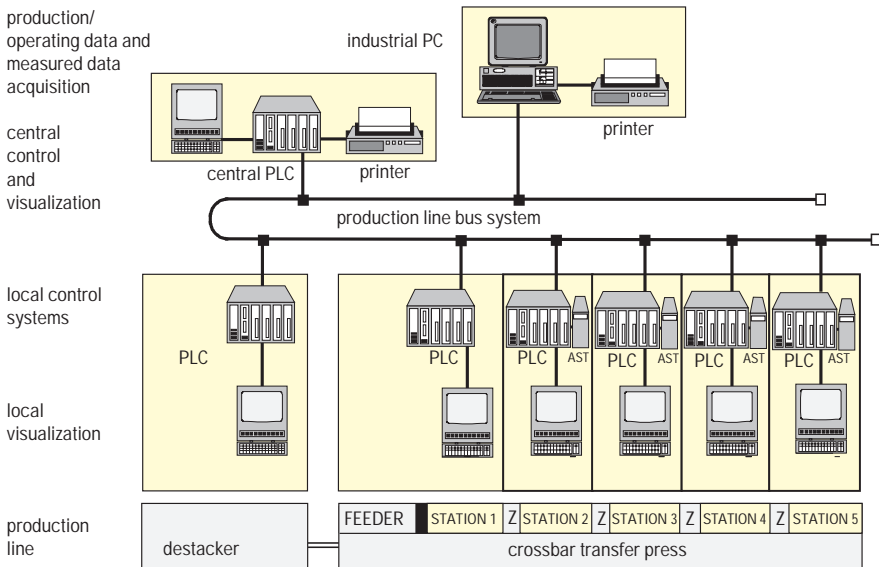 production/
operating data and
measured data
acquisition
industrial PC
printer
central
control
and
visualization
central PLC
printer
production line bus system
local control
systems
PLC
PLC
PLC
AST
PLC
AST
PLC
AST
PLC
AST
local
visualization
production
line
destacker
FEEDER
STATION 1
Z
STATION 2
Z
STATION 3
Z
STATION 4
Z
STATION 5
crossbar transfer press